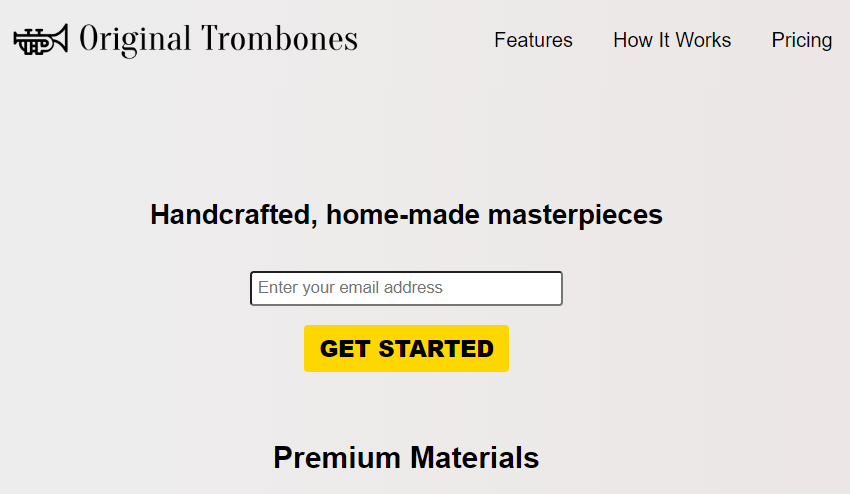 Original Trombones
Features
How It Works
Pricing
Handcrafted, home-made masterpieces
Enter your email address
GET STARTED
Premium Materials